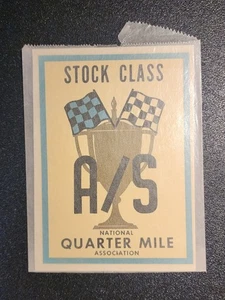 STOCK CLASS
A/S
NATIONAL
QUARTER MILE
ASSOCIATION